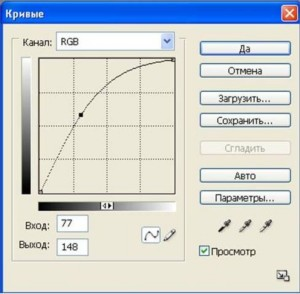 Кривые
Канал: RGB
Да
Отмена
Загрузить...
Сохранить...
Сгладить
Авто
Параметры...
Вход: 77
Выход: 148
Просмотр